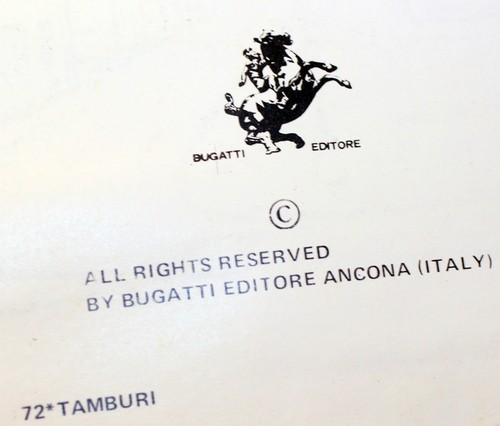 BUGATTI EDITORE
©
ALL RIGHTS RESERVED
BY BUGATTI EDITORE ANCONA (ITALY)
72*TAMBURI